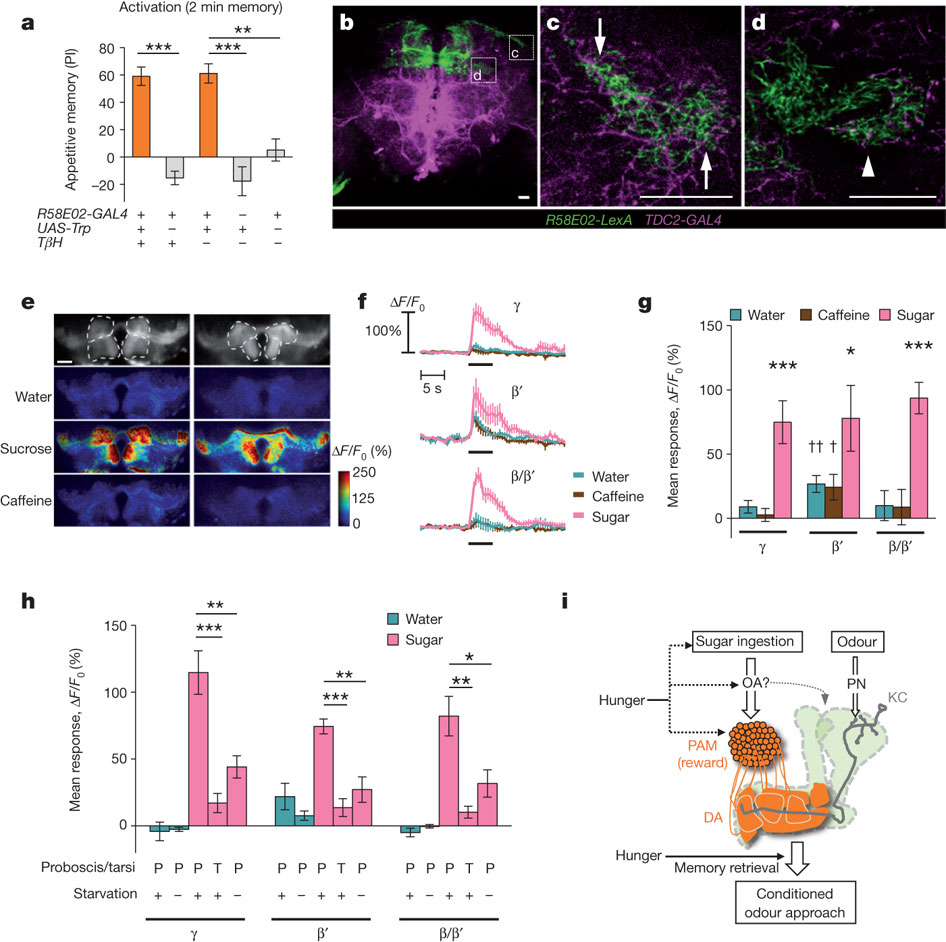 Activation (2 min memory)
a
Appetitive memory (PI)
80
60
40
20
0
−20
***
***
**
R58E02-GAL4 + + + − +
UAS-Trp + + + + −
TβH + + − − −
b
c
d
c
d
R58E02-LexA TDC2-GAL4
e
Water
Sucrose
Caffeine
ΔF/F0 (%)
250
125
0
f
ΔF/F0
100%
5 s
γ
β′
β/β′
Water
Caffeine
Sugar
g
Water Caffeine Sugar
Mean response, ΔF/F0 (%)
150
100
50
0
***
†† † *
***
γ β′ β/β′
h
Water
Sugar
Mean response, ΔF/F0 (%)
150
100
50
0
**
***
**
***
*
**
Proboscis/tarsi P P P T P P P P T P P P P T P
Starvation + − + + − + − + + − + − + + −
γ β′ β/β′
i
Sugar ingestion
Odour
OA?
PN
KC
Hunger
PAM
(reward)
DA
Hunger
Memory retrieval
Conditioned
odour approach